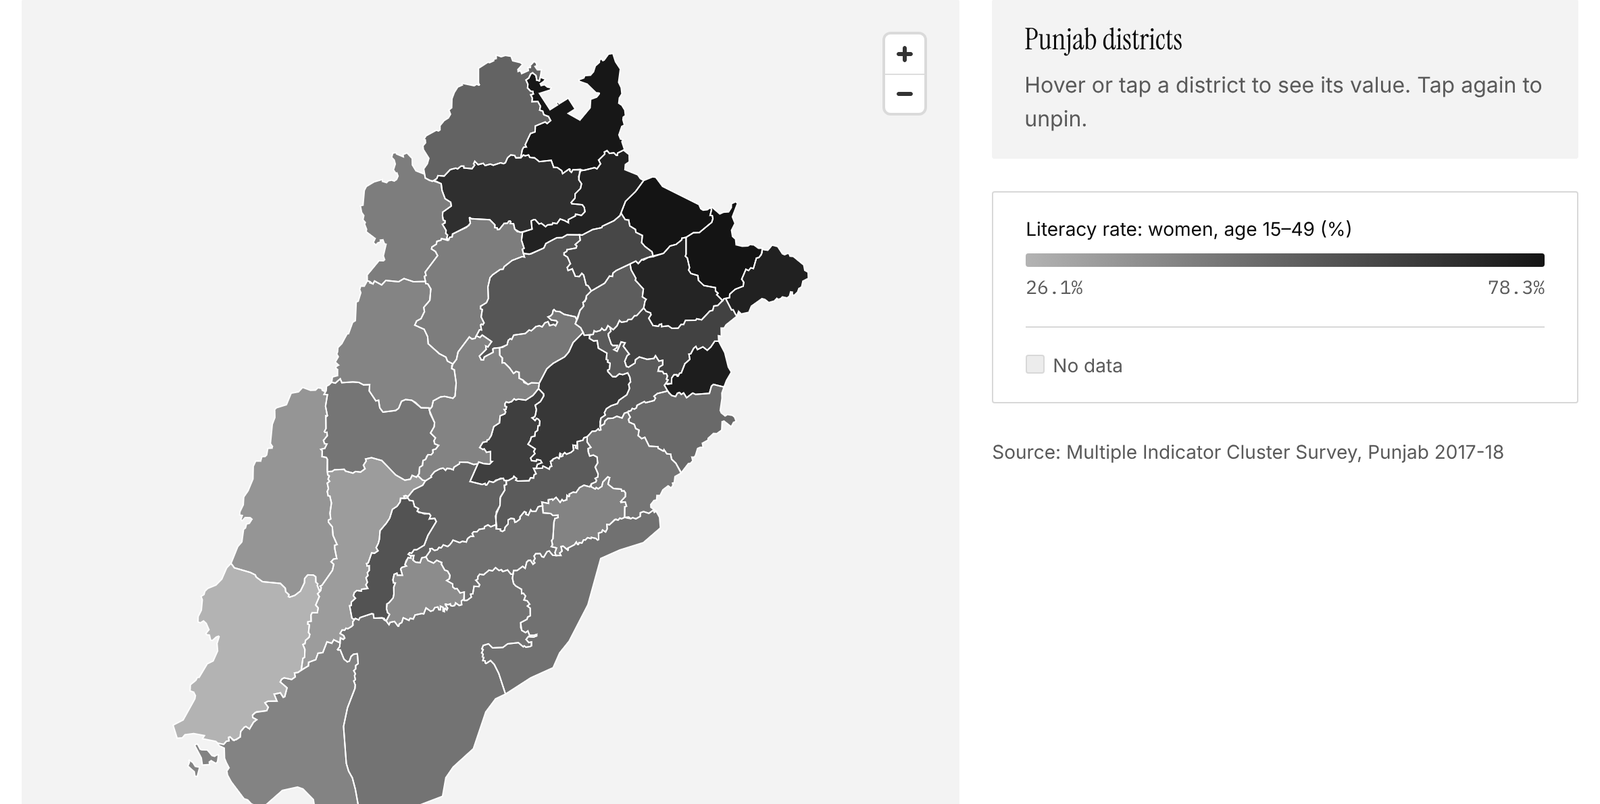 +
−
Punjab districts
Hover or tap a district to see its value. Tap again to
unpin.
Literacy rate: women, age 15–49 (%)
26.1%
78.3%
No data
Source: Multiple Indicator Cluster Survey, Punjab 2017-18